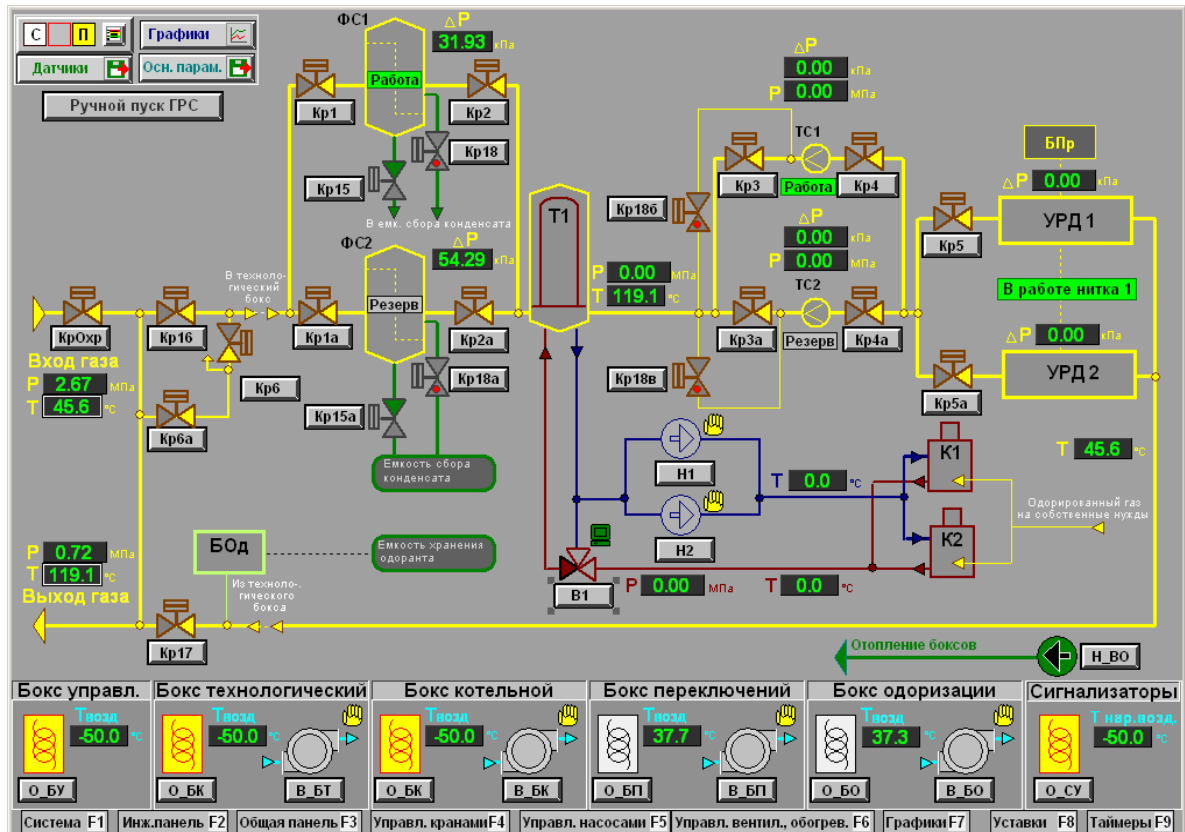 С П Графики
Датчики Осн. парам.
Ручной пуск ГРС
ФС1
Δ P
31.93 кПа
Работа
Кр1
Кр2
Кр18
Кр15
В емк. сбора конденсата
ФС2
Δ P
54.29 кПа
Резерв
В техноло-
гический
бокс
КрОхр
Кр16
Кр1а
Кр2а
Кр18а
Кр15а
Кр6
Кр6а
Вход газа
P 2.67 МПа
T 45.6 °С
Емкость сбора
конденсата
T1
P 0.00 МПа
T 119.1 °С
Δ P
0.00 кПа
P 0.00 МПа
ТС1
Кр3
Работа
Кр4
Кр18б
Δ P
0.00 кПа
P 0.00 МПа
ТС2
Кр3а
Резерв
Кр4а
Кр18в
БПр
Δ P 0.00 кПа
УРД 1
Кр5
В работе нитка 1
Δ P 0.00 кПа
УРД 2
Кр5а
T 45.6 °С
Н1
Н2
T 0.0 °С
К1
К2
Одорированный газ
на собственные нужды
В1
P 0.00 МПа
T 0.0 °С
БОд
Емкость хранения
одоранта
P 0.72 МПа
T 119.1 °С
Выход газа
Из техноло-.
гического
бокса
Кр17
Отопление боксов
Н_ВО
Бокс управл.
Твозд
-50.0 °С
О_БУ
Бокс технологический
Твозд
-50.0 °С
О_БК
В_БТ
Бокс котельной
Твозд
-50.0 °С
О_БК
В_БК
Бокс переключений
Твозд
37.7 °С
О_БП
В_БП
Бокс одоризации
Твозд
37.3 °С
О_БО
В_БО
Сигнализаторы
Т нар.возд.
-50.0 °С
О_СУ
Система F1 Инж.панель F2 Общая панель F3 Управл. кранами F4 Управл. насосами F5 Управл. вентил., обогрев. F6 Графики F7 Уставки F8 Таймеры F9